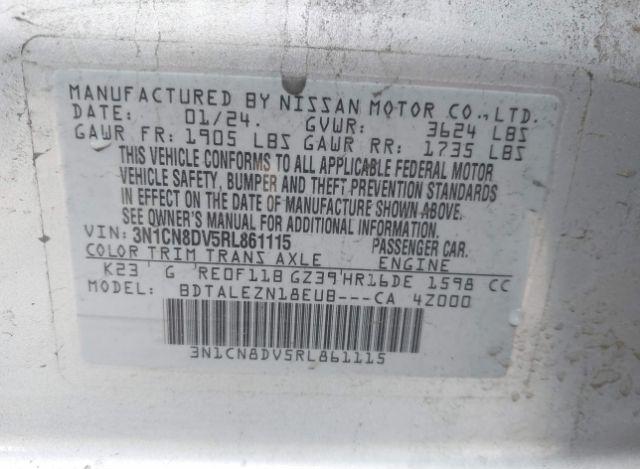 MANUFACTURED BY NISSAN MOTOR CO., LTD.
DATE: 01/24. GVWR: 3624 LBS
GAWR FR: 1905 LBS GAWR RR: 1735 LBS
THIS VEHICLE CONFORMS TO ALL APPLICABLE FEDERAL MOTOR
VEHICLE SAFETY, BUMPER AND THEFT PREVENTION STANDARDS
IN EFFECT ON THE DATE OF MANUFACTURE SHOWN ABOVE.
SEE OWNER'S MANUAL FOR ADDITIONAL INFORMATION.
VIN: 3N1CN8DV5RL861115 PASSENGER CAR.
COLOR TRIM TRANS AXLE ENGINE
K23 ' G 'RE0F11B GZ39'HR16DE 1598 CC
MODEL: BDTALEZN18EUB---CA 4Z000
3N1CN8DV5RL861115